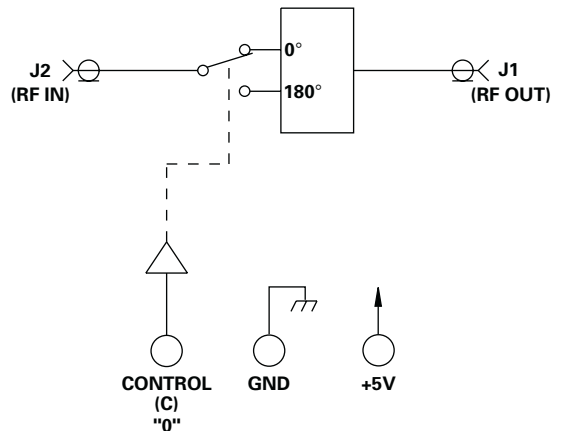 0°
J2
(RF IN)
J1
(RF OUT)
180°
CONTROL
(C)
"0"
GND
+5V